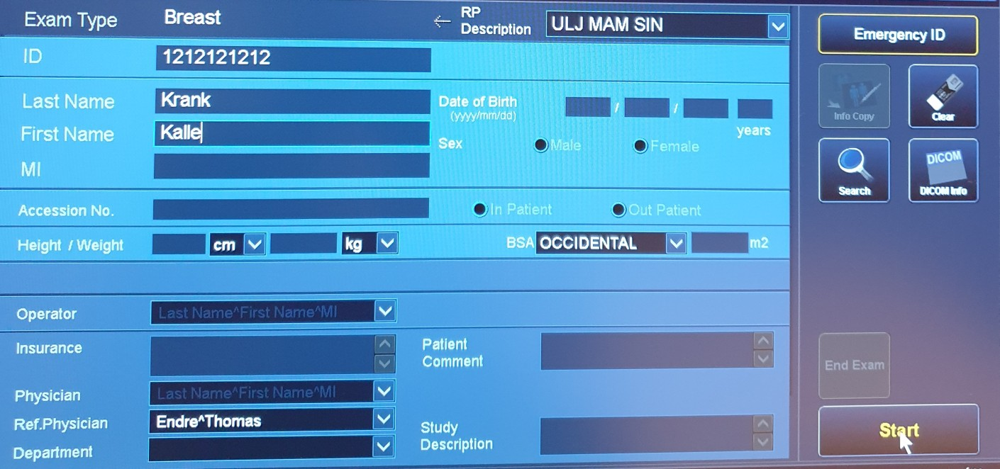 Exam Type Breast RP Description ULJ MAM SIN
ID 1212121212
Last Name Krank Date of Birth (yyyy/mm/dd) / / years
First Name Kalle Sex Male Female
MI
Accession No. In Patient Out Patient
Height / Weight cm kg BSA OCCIDENTAL m2
Operator Last Name^First Name^MI
Insurance Patient Comment
Physician Last Name^First Name^MI
Ref.Physician Endre^Thomas Study Description
Department
Emergency ID
Info Copy Clear
Search DICOM DICOM Info
End Exam
Start